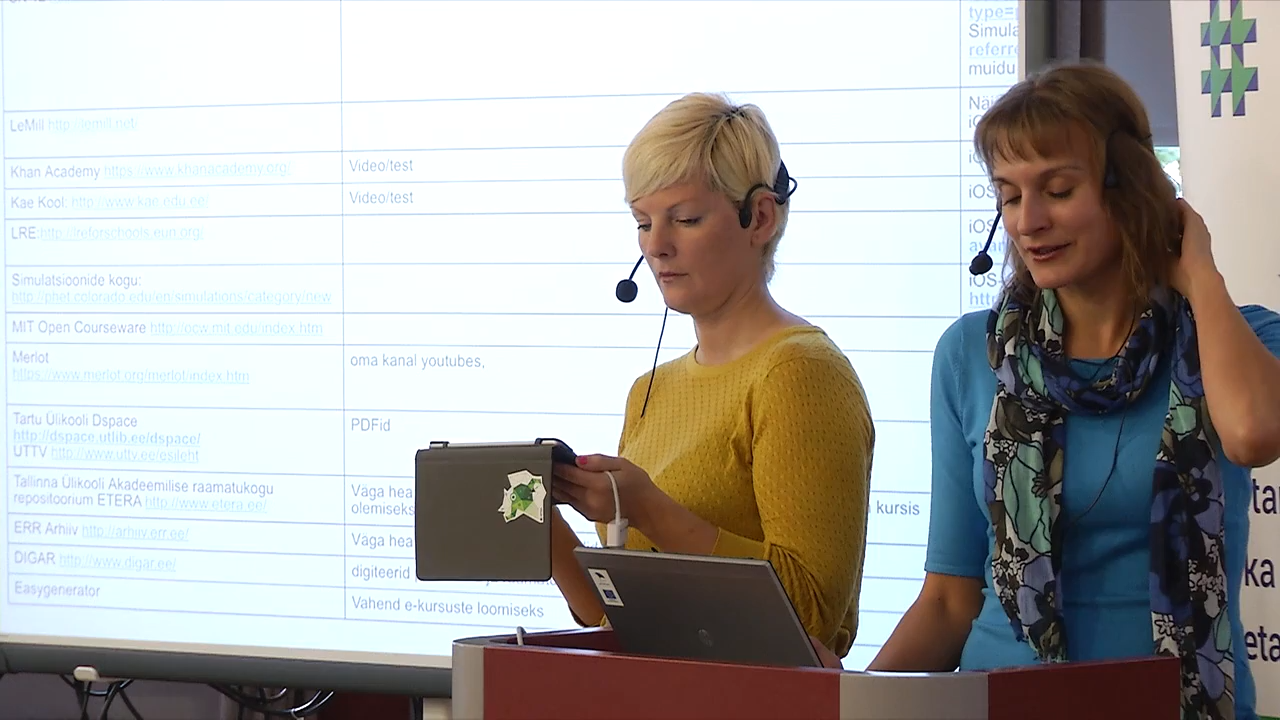 type=
Simula
referre
muidu
LeMill http://lemill.net/
Khan Academy https://www.khanacademy.org/
Video/test
Kae Kool: http://www.kae.edu.ee/
Video/test
iOS
LRE http://lreforschools.eun.org/
iOS-
Simulatsioonide kogu:
http://phet.colorado.edu/en/simulations/category/new
iOS-
MIT Open Courseware http://ocw.mit.edu/index.htm
Merlot
https://www.merlot.org/merlot/index.htm
oma kanal youtubes,
Tartu Ülikooli Dspace
http://dspace.utlib.ee/dspace/
UTTV http://www.uttv.ee/esileht
PDFid
Tallinna Ülikooli Akadeemilise raamatukogu
repositoorium ETERA http://www.etera.ee/
Väga hea
olemiseks
kursis
ERR Arhiiv http://arhiiv.err.ee/
Väga hea
DIGAR http://www.digar.ee/
digiteerid
Easygenerator
Vahend e-kursuste loomiseks
#
tar
ka
eta